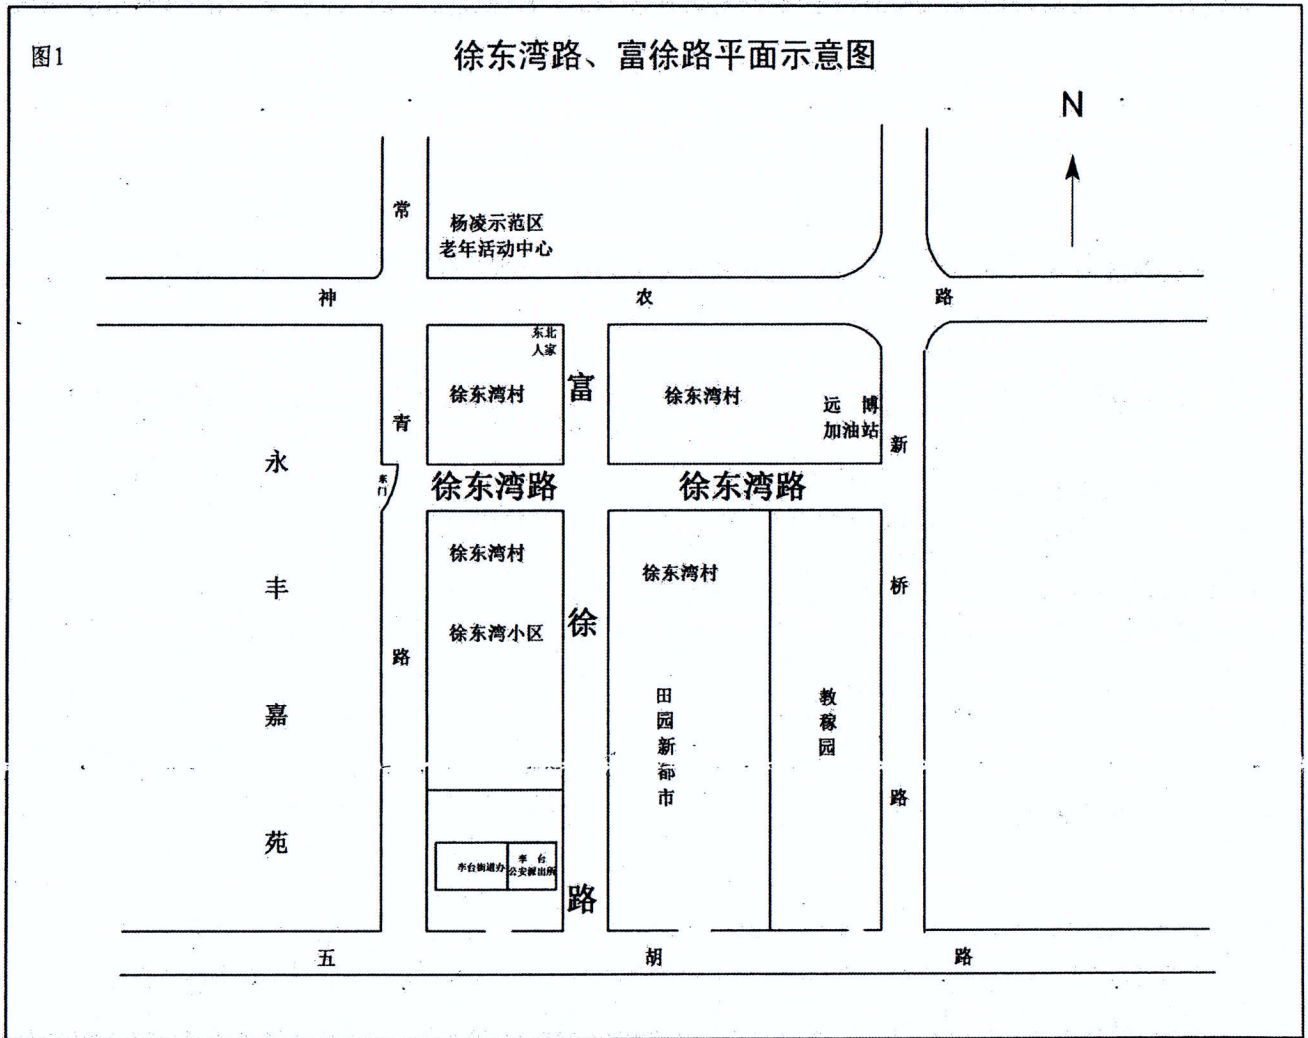 图1
徐东湾路、富徐路平面示意图
N
常青路
杨凌示范区
老年活动中心
神农路
东北
人家
富徐路
徐东湾村
徐东湾村
远博
加油站
新桥路
永丰嘉苑
东门
徐东湾路
徐东湾路
徐东湾村
徐东湾村
徐东湾小区
田园新都市
教稼园
李台街道办
李台
公安派出所
五胡路